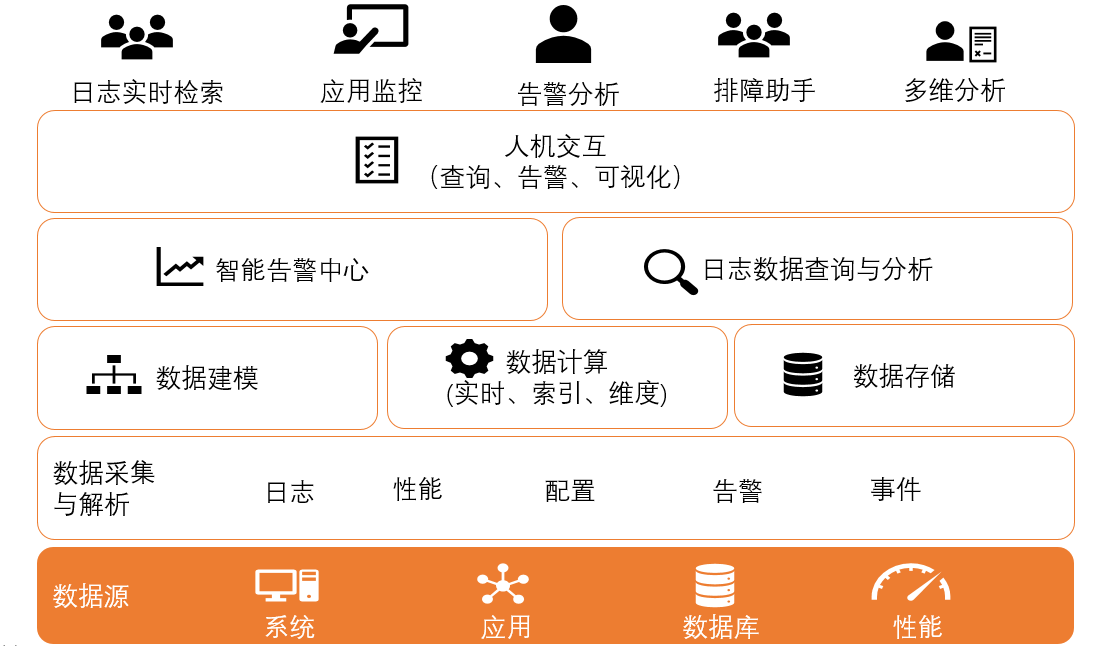 日志实时检索
应用监控
告警分析
排障助手
多维分析
人机交互
（查询、告警、可视化）
智能告警中心
日志数据查询与分析
数据建模
数据计算
(实时、索引、维度)
数据存储
数据采集
与解析
日志
性能
配置
告警
事件
数据源
系统
应用
数据库
性能